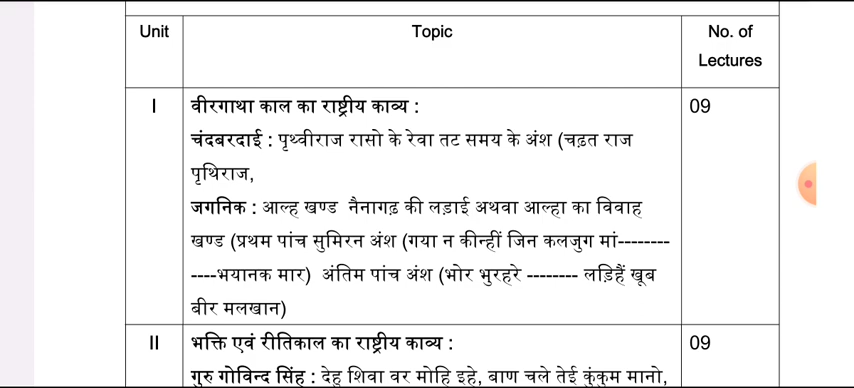 Unit Topic No. of
Lectures
I वीरगाथा काल का राष्ट्रीय काव्य : 09
चंदबरदाई : पृथ्वीराज रासो के रेवा तट समय के अंश (चढ़त राज
पृथिराज,
जगनिक : आल्ह खण्ड नैनागढ़ की लड़ाई अथवा आल्हा का विवाह
खण्ड (प्रथम पांच सुमिरन अंश (गया न कीन्हीं जिन कलजुग मां--------
----भयानक मार) अंतिम पांच अंश (भोर भुरहरे -------- लड़िहैं खूब
बीर मलखान)
II भक्ति एवं रीतिकाल का राष्ट्रीय काव्य : 09
गुरु गोविन्द सिंह : देहु शिवा वर मोहि इहे, बाण चले तेई कुंकुम मानो,